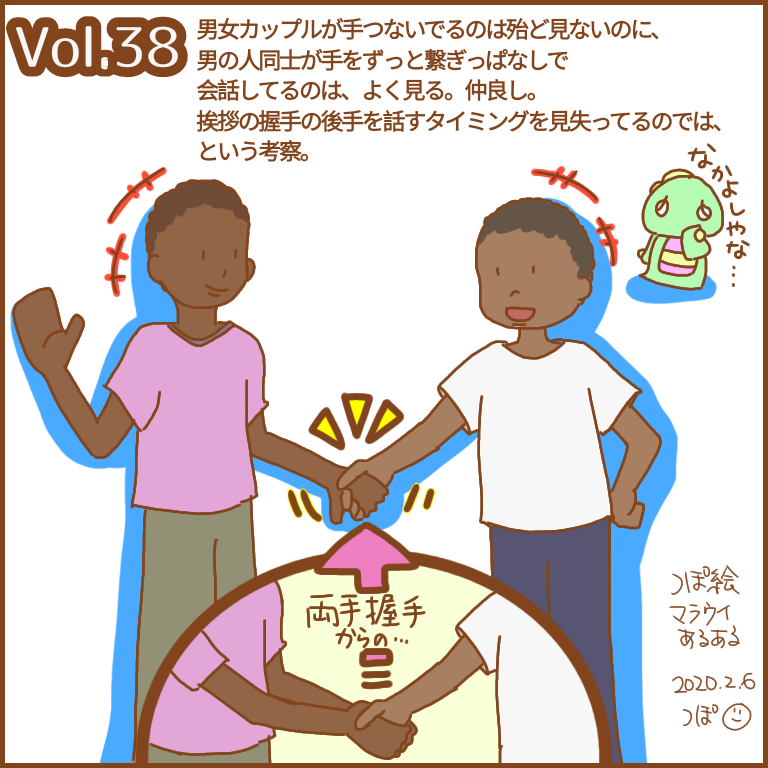 Vol.38
男女カップルが手つないでるのは殆ど見ないのに、
男の人同士が手をずっと繋ぎっぱなしで
会話してるのは、よく見る。仲良し。
挨拶の握手の後手を話すタイミングを見失ってるのでは、
という考察。
なかよしやな…
両手握手
からの…
つぽ絵
マラウイ
あるある
2020.2.6
つぽ